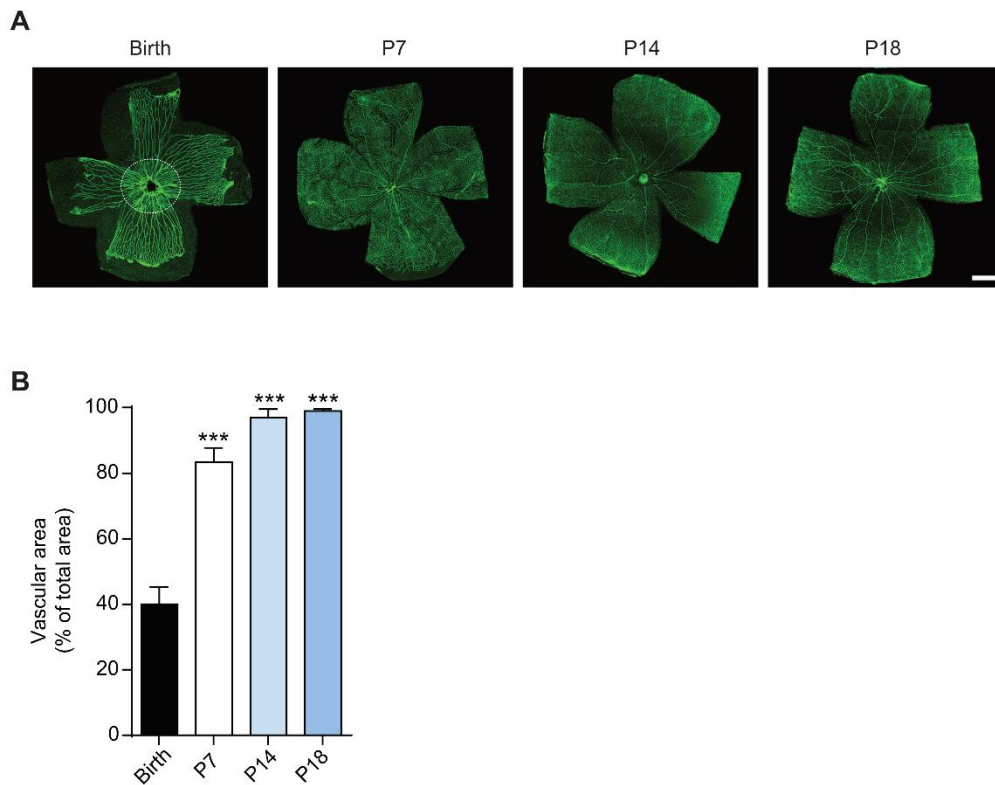 A
Birth P7 P14 P18
B
100
80
60
40
20
0
Vascular area
(% of total area)
*** *** ***
Birth P7 P14 P18